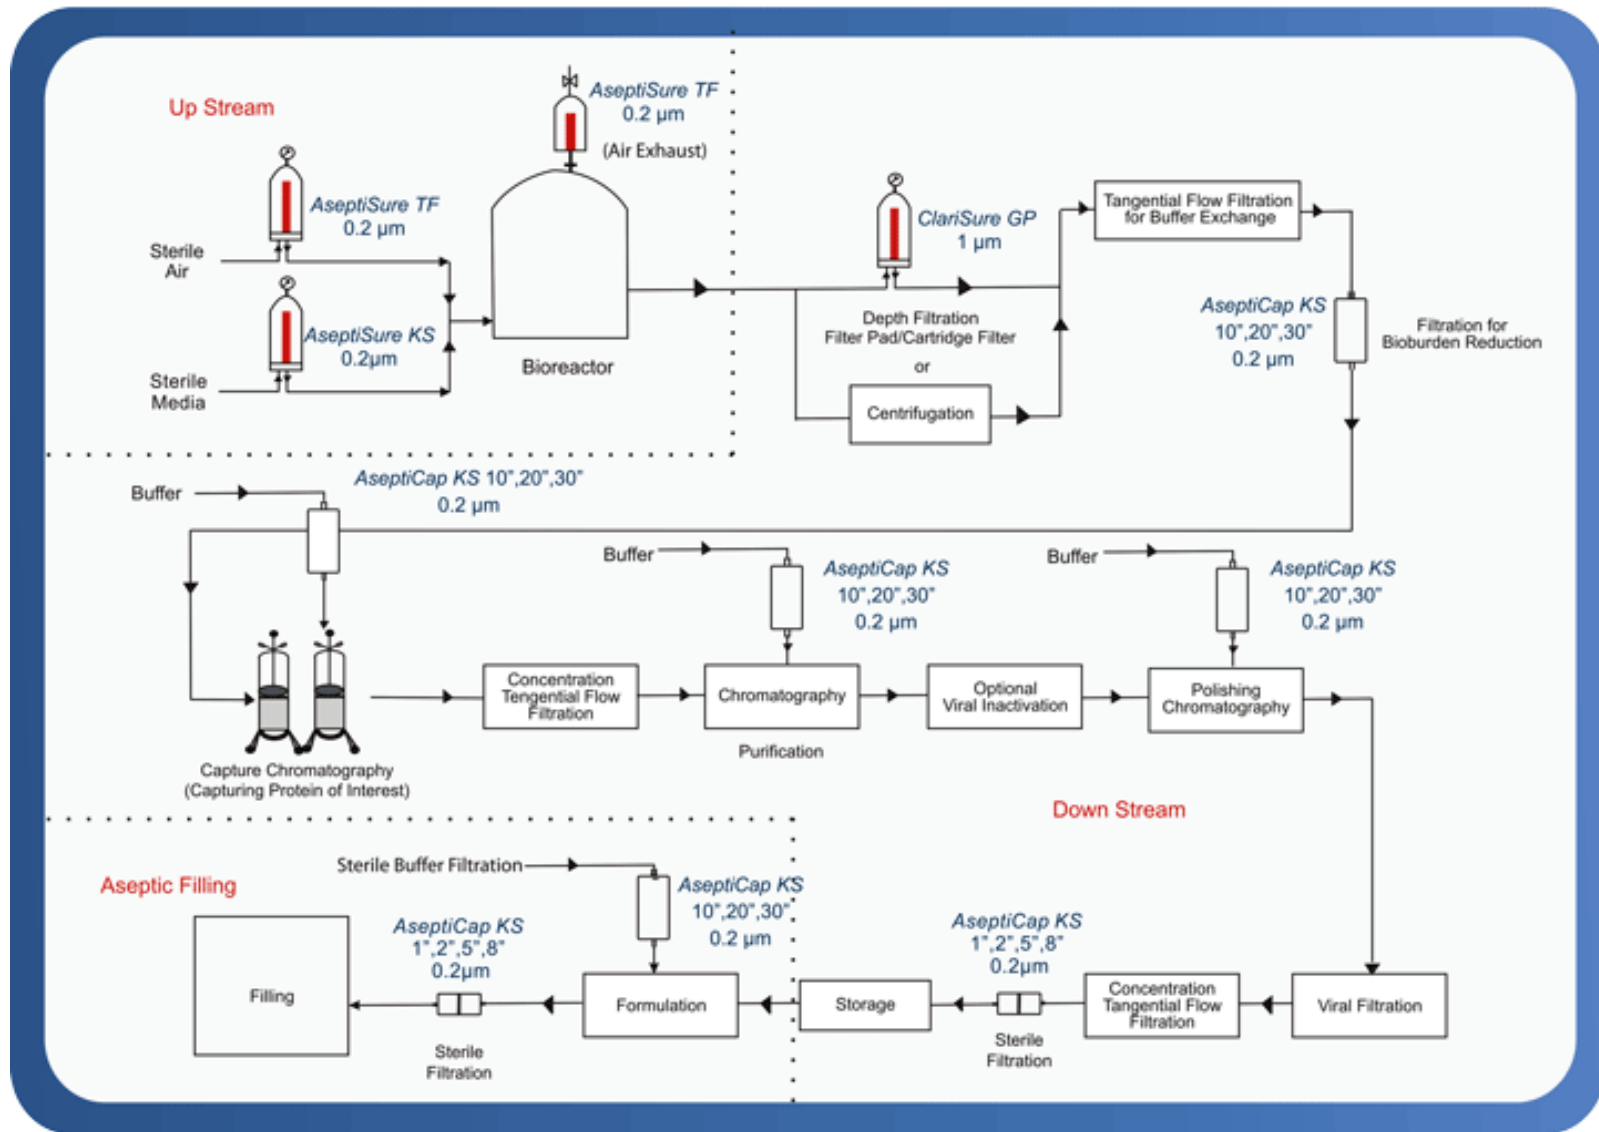 Up Stream
AseptiSure TF
0.2 µm
(Air Exhaust)
AseptiSure TF
0.2 µm
Sterile
Air
AseptiSure KS
0.2µm
Sterile
Media
Bioreactor
ClariSure GP
1 µm
Depth Filtration
Filter Pad/Cartridge Filter
or
Centrifugation
Tangential Flow Filtration
for Buffer Exchange
AseptiCap KS
10",20",30"
0.2 µm
Filtration for
Bioburden Reduction
Buffer
AseptiCap KS 10",20",30"
0.2 µm
Buffer
AseptiCap KS
10",20",30"
0.2 µm
Buffer
AseptiCap KS
10",20",30"
0.2 µm
Capture Chromatography
(Capturing Protein of Interest)
Concentration
Tengential Flow
Filtration
Chromatography
Purification
Optional
Viral Inactivation
Polishing
Chromatography
Down Stream
Aseptic Filling
Sterile Buffer Filtration
AseptiCap KS
10",20",30"
0.2 µm
AseptiCap KS
1",2",5",8"
0.2µm
Filling
Sterile
Filtration
Formulation
Storage
AseptiCap KS
1",2",5",8"
0.2µm
Sterile
Filtration
Concentration
Tangential Flow
Filtration
Viral Filtration